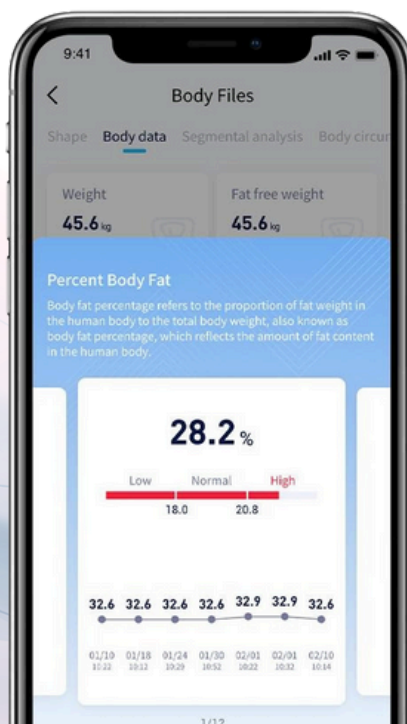 9:41
Body Files
Shape Body data Segmental analysis Body circum
Weight Fat free weight
45.6 kg 45.6 kg
Percent Body Fat
Body fat percentage refers to the proportion of fat weight in
the human body to the total body weight, also known as
body fat percentage, which reflects the amount of fat content
in the human body.
28.2 %
Low Normal High
18.0 20.8
32.6 32.6 32.6 32.6 32.9 32.9 32.6
01/10 01/18 01/24 01/30 02/01 02/01 02/10
10:22 10:12 10:29 10:52 10:22 10:32 10:14
1/12